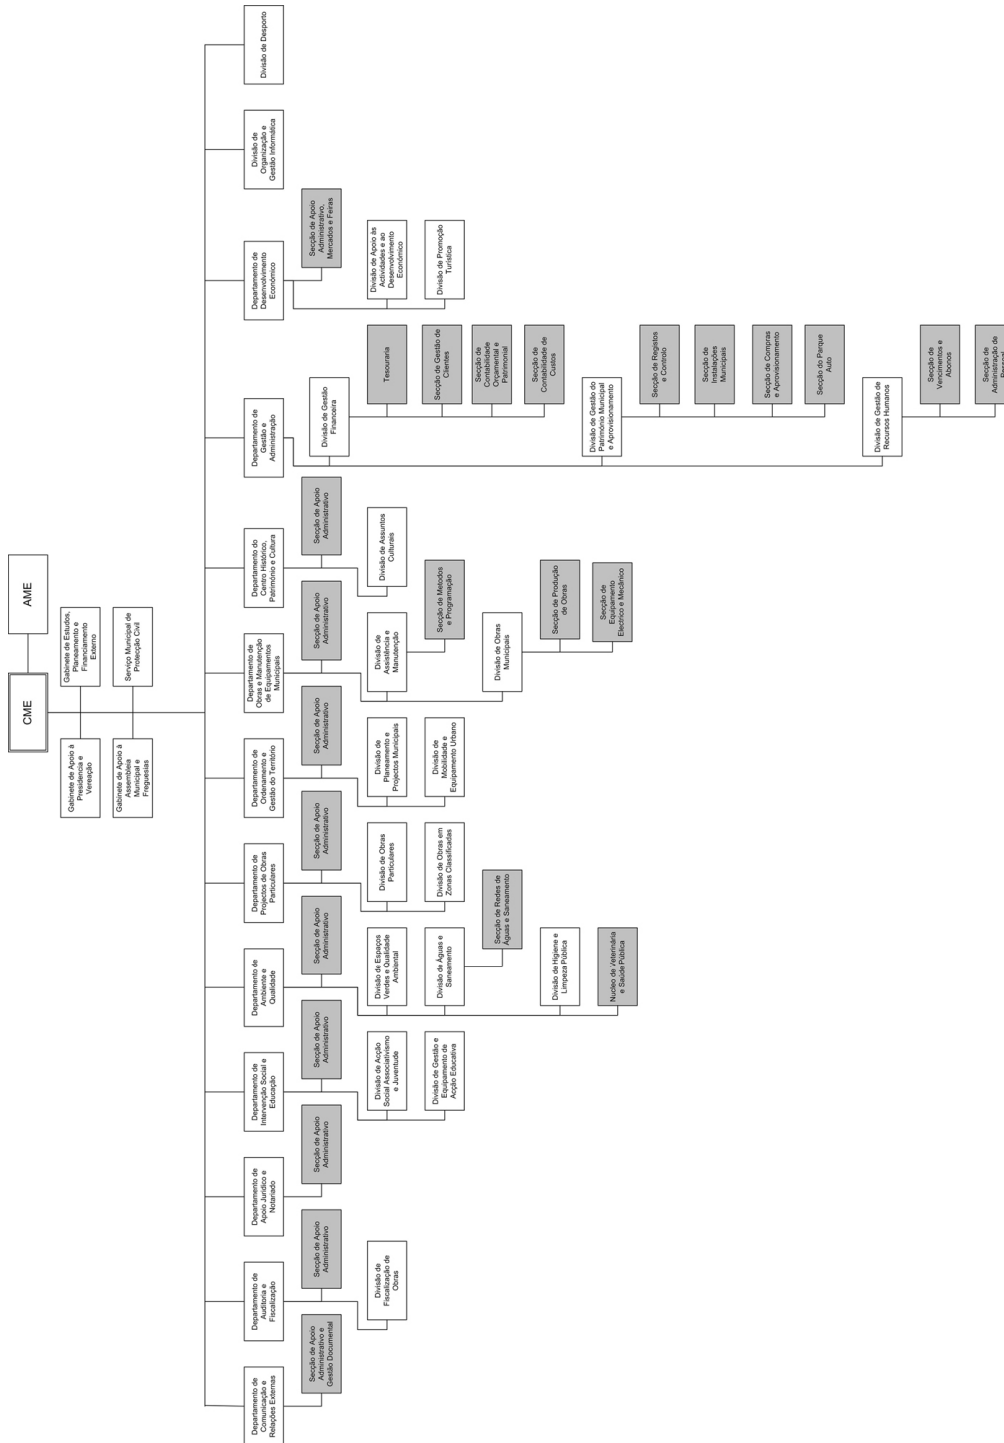 CME
AME
Gabinete de Apoio à
Presidencia e
Vereação
Gabinete de Estudos,
Planeamento e
Financiamento
Externo
Gabinete de Apoio à
Assembleia
Municipal e
Freguesias
Serviço Municipal de
Protecção Civil
Departamento de
Comunicação e
Relações Externas
Secção de Apoio
Administrativo e
Gestão Documental
Departamento de
Auditoria e
Fiscalização
Secção de Apoio
Administrativo
Divisão de
Fiscalização de
Obras
Departamento de
Apoio Jurídico e
Notariado
Secção de Apoio
Administrativo
Departamento de
Intervenção Social e
Educação
Secção de Apoio
Administrativo
Divisão de Acção
Social Associativismo
e Juventude
Divisão de Gestão e
Equipamento de
Acção Educativa
Departamento de
Ambiente e
Qualidade
Secção de Apoio
Administrativo
Divisão de Espaços
Verdes e Qualidade
Ambiental
Divisão de Águas e
Saneamento
Secção de Redes de
Águas e Saneamento
Divisão de Higiene e
Limpeza Pública
Nucleo de Veterinária
e Saúde Pública
Departamento de
Projectos de Obras
Particulares
Secção de Apoio
Administrativo
Divisão de Obras
Particulares
Divisão de Obras em
Zonas Classificadas
Departamento de
Ordenamento e
Gestão do Território
Secção de Apoio
Administrativo
Divisão de
Planeamento e
Projectos Municipais
Divisão de
Mobilidade e
Equipamento Urbano
Departamento de
Obras e Manutenção
de Equipamentos
Municipais
Secção de Apoio
Administrativo
Divisão de
Assistência e
Manutenção
Secção de Metodos
e Programação
Divisão de Obras
Municipais
Secção de Produção
de Obras
Secção de
Equipamento
Electrico e Mecânico
Departamento do
Centro Histórico,
Património e Cultura
Secção de Apoio
Administrativo
Divisão de Assuntos
Culturais
Departamento de
Gestão e
Administração
Divisão de Gestão
Financeira
Tesouraria
Secção de Gestão de
Clientes
Secção de
Contabilidade
Orçamental e
Patrimonial
Secção de
Contabilidade de
Custos
Divisão de Gestão do
Património Municipal
e Aprovisionamento
Secção de Registos
e Controlo
Secção de
Instalações
Municipais
Secção de Compras
e Aprovisionamento
Secção do Parque
Auto
Divisão de Gestão de
Recursos Humanos
Secção de
Vencimentos e
Abonos
Secção de
Administração de
Departamento de
Desenvolvimento
Económico
Secção de Apoio
Administrativo,
Mercados e Feiras
Divisão de Apoio às
Actividades e ao
Desenvolvimento
Económico
Divisão de Promoção
Turística
Divisão de
Organização e
Gestão Informática
Divisão de Desporto